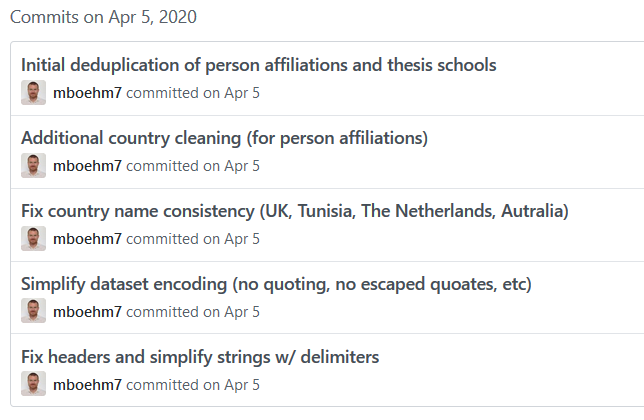 Commits on Apr 5, 2020
Initial deduplication of person affiliations and thesis schools
mboehm7 committed on Apr 5
Additional country cleaning (for person affiliations)
mboehm7 committed on Apr 5
Fix country name consistency (UK, Tunisia, The Netherlands, Autralia)
mboehm7 committed on Apr 5
Simplify dataset encoding (no quoting, no escaped quoates, etc)
mboehm7 committed on Apr 5
Fix headers and simplify strings w/ delimiters
mboehm7 committed on Apr 5